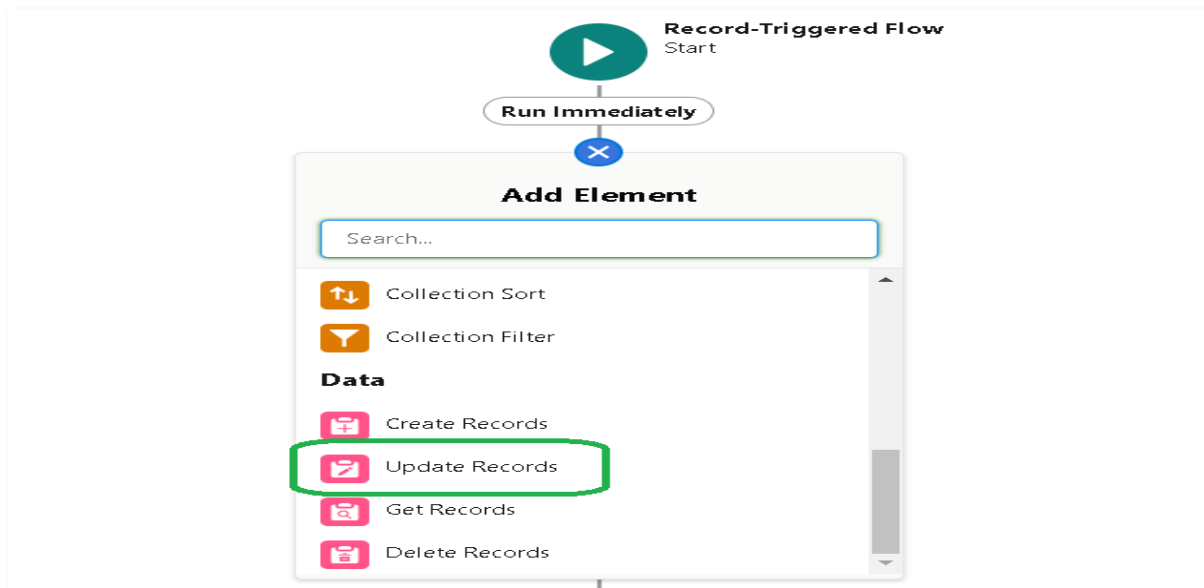 Record-Triggered Flow
Start
Run Immediately
Add Element
Search...
Collection Sort
Collection Filter
Data
Create Records
Update Records
Get Records
Delete Records